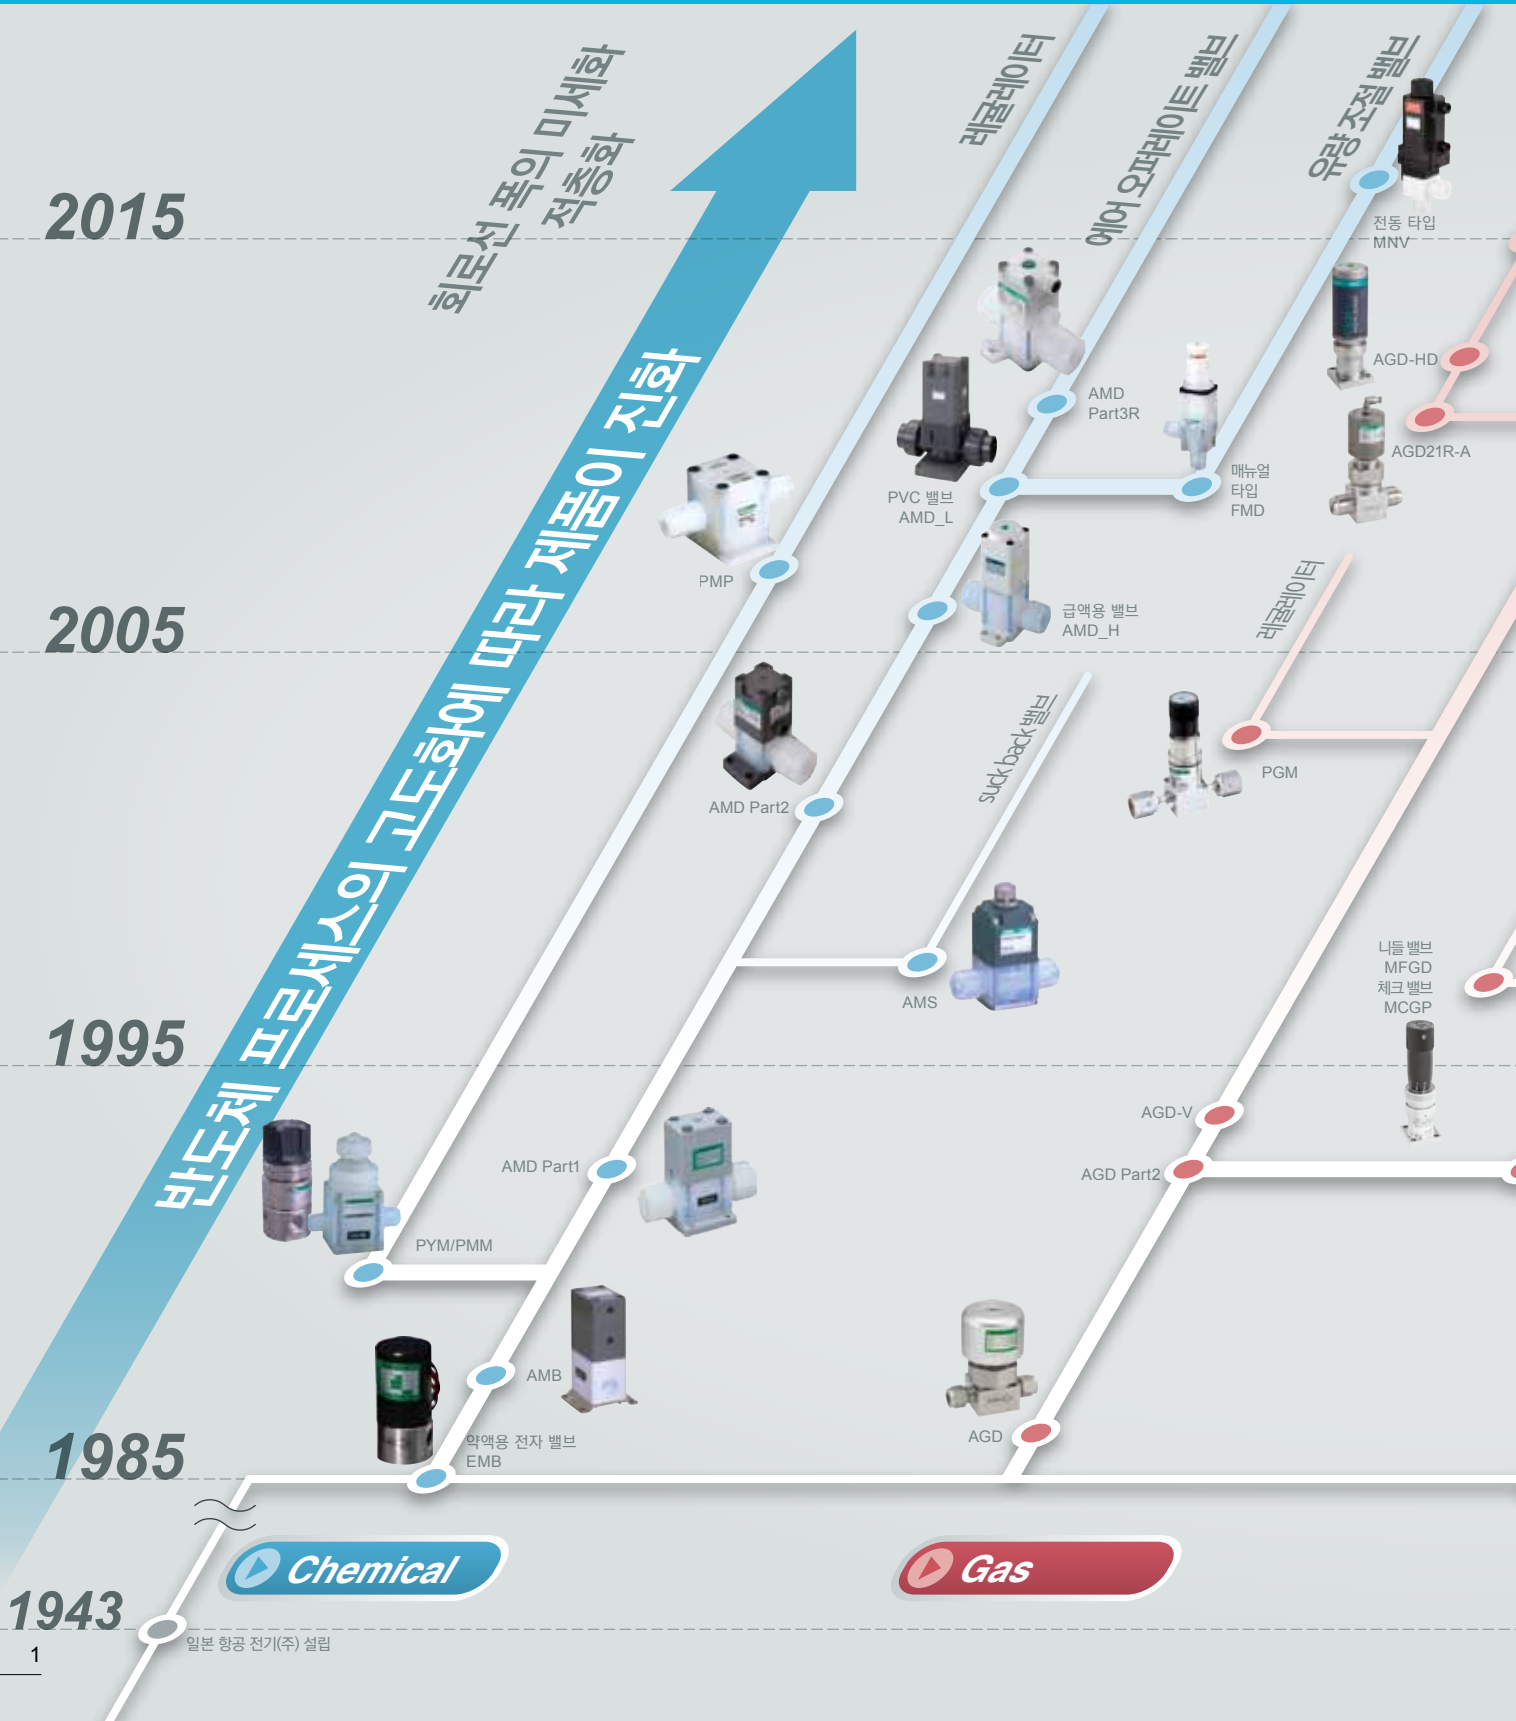 회로선 폭의 미세화
적층화
반도체 프로세스의 고도화에 따라 제품이 진화
레귤레이터
에어 오퍼레이트 밸브
유량 조절 밸브
2015
전동 타입
MNV
AGD-HD
AMD
Part3R
AGD21R-A
매뉴얼
타입
FMD
PVC 밸브
AMD_L
PMP
레귤레이터
급액용 밸브
AMD_H
2005
suck back 밸브
PGM
AMD Part2
니들 밸브
MFGD
체크 밸브
MCGP
AMS
1995
AGD-V
AMD Part1
AGD Part2
PYM/PMM
AMB
AGD
약액용 전자 밸브
EMB
1985
Chemical
Gas
1943
일본 항공 전기(주) 설립
1